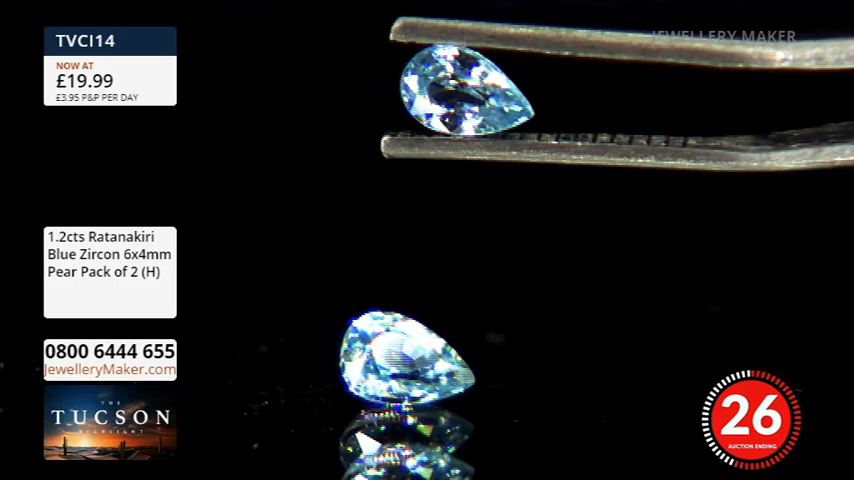 TVCI14
NOW AT
£19.99
£3.95 P&P PER DAY
JEWELLERY MAKER
1.2cts Ratanakiri
Blue Zircon 6x4mm
Pear Pack of 2 (H)
0800 6444 655
JewelleryMaker.com
THE
TUCSON
HIGHLIGHT
26
AUCTION ENDING